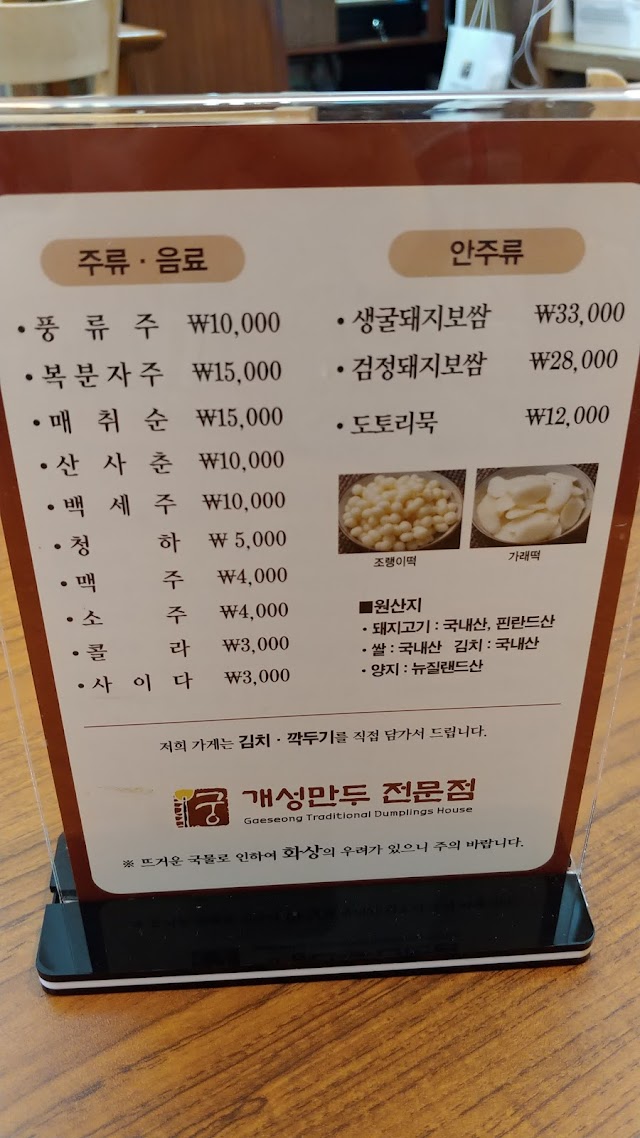 주류 · 음료
• 풍류주 ₩10,000
• 복분자주 ₩15,000
• 매취순 ₩15,000
• 산사춘 ₩10,000
• 백세주 ₩10,000
• 청하 ₩ 5,000
• 맥주 ₩4,000
• 소주 ₩4,000
• 콜라 ₩3,000
• 사이다 ₩3,000
안주류
• 생굴돼지보쌈 ₩33,000
• 검정돼지보쌈 ₩28,000
• 도토리묵 ₩12,000
조랭이떡 가래떡
■원산지
• 돼지고기 : 국내산, 핀란드산
• 쌀 : 국내산 김치 : 국내산
• 양지 : 뉴질랜드산
저희 가게는 김치 · 깍두기를 직접 담가서 드립니다.
궁 개성만두 전문점
Gaeseong Traditional Dumplings House
※ 뜨거운 국물로 인하여 화상의 우려가 있으니 주의 바랍니다.